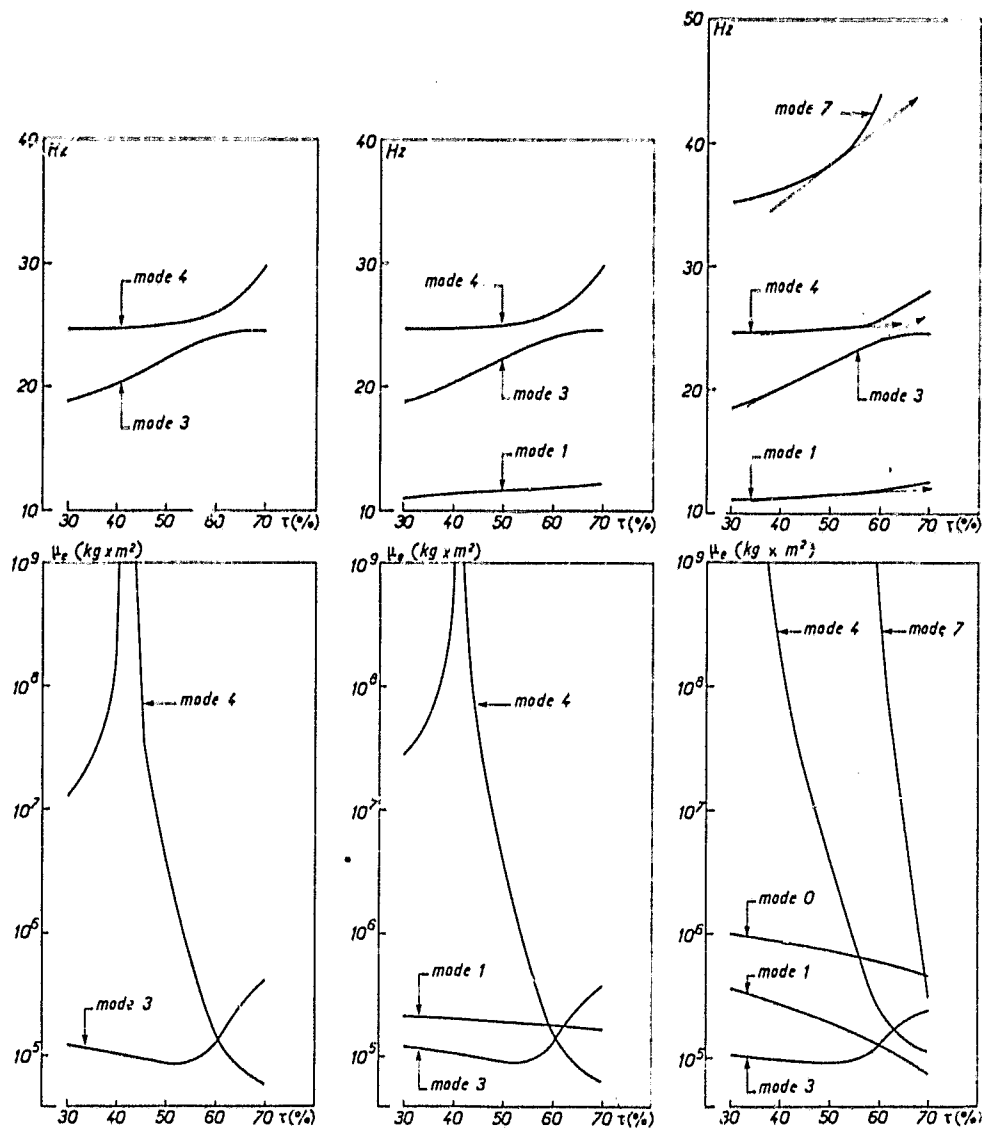 40
Hz
30
20
10
mode 4
mode 3
30 40 50 60 70 τ(%)
40
Hz
30
20
10
mode 4
mode 3
mode 1
30 40 50 60 70 τ(%)
50
Hz
40
30
20
10
mode 7
mode 4
mode 3
mode 1
30 40 50 60 70 τ(%)
μe (kg x m²)
10⁹
10⁸
10⁷
10⁶
10⁵
mode 4
mode 3
30 40 50 60 70 τ(%)
μe (kg x m²)
10⁹
10⁸
10⁷
10⁶
10⁵
mode 4
mode 1
mode 3
30 40 50 60 70 τ(%)
μe (kg x m²)
10⁹
10⁸
10⁷
10⁶
10⁵
mode 4
mode 7
mode 0
mode 1
mode 3
30 40 50 60 70 τ(%)